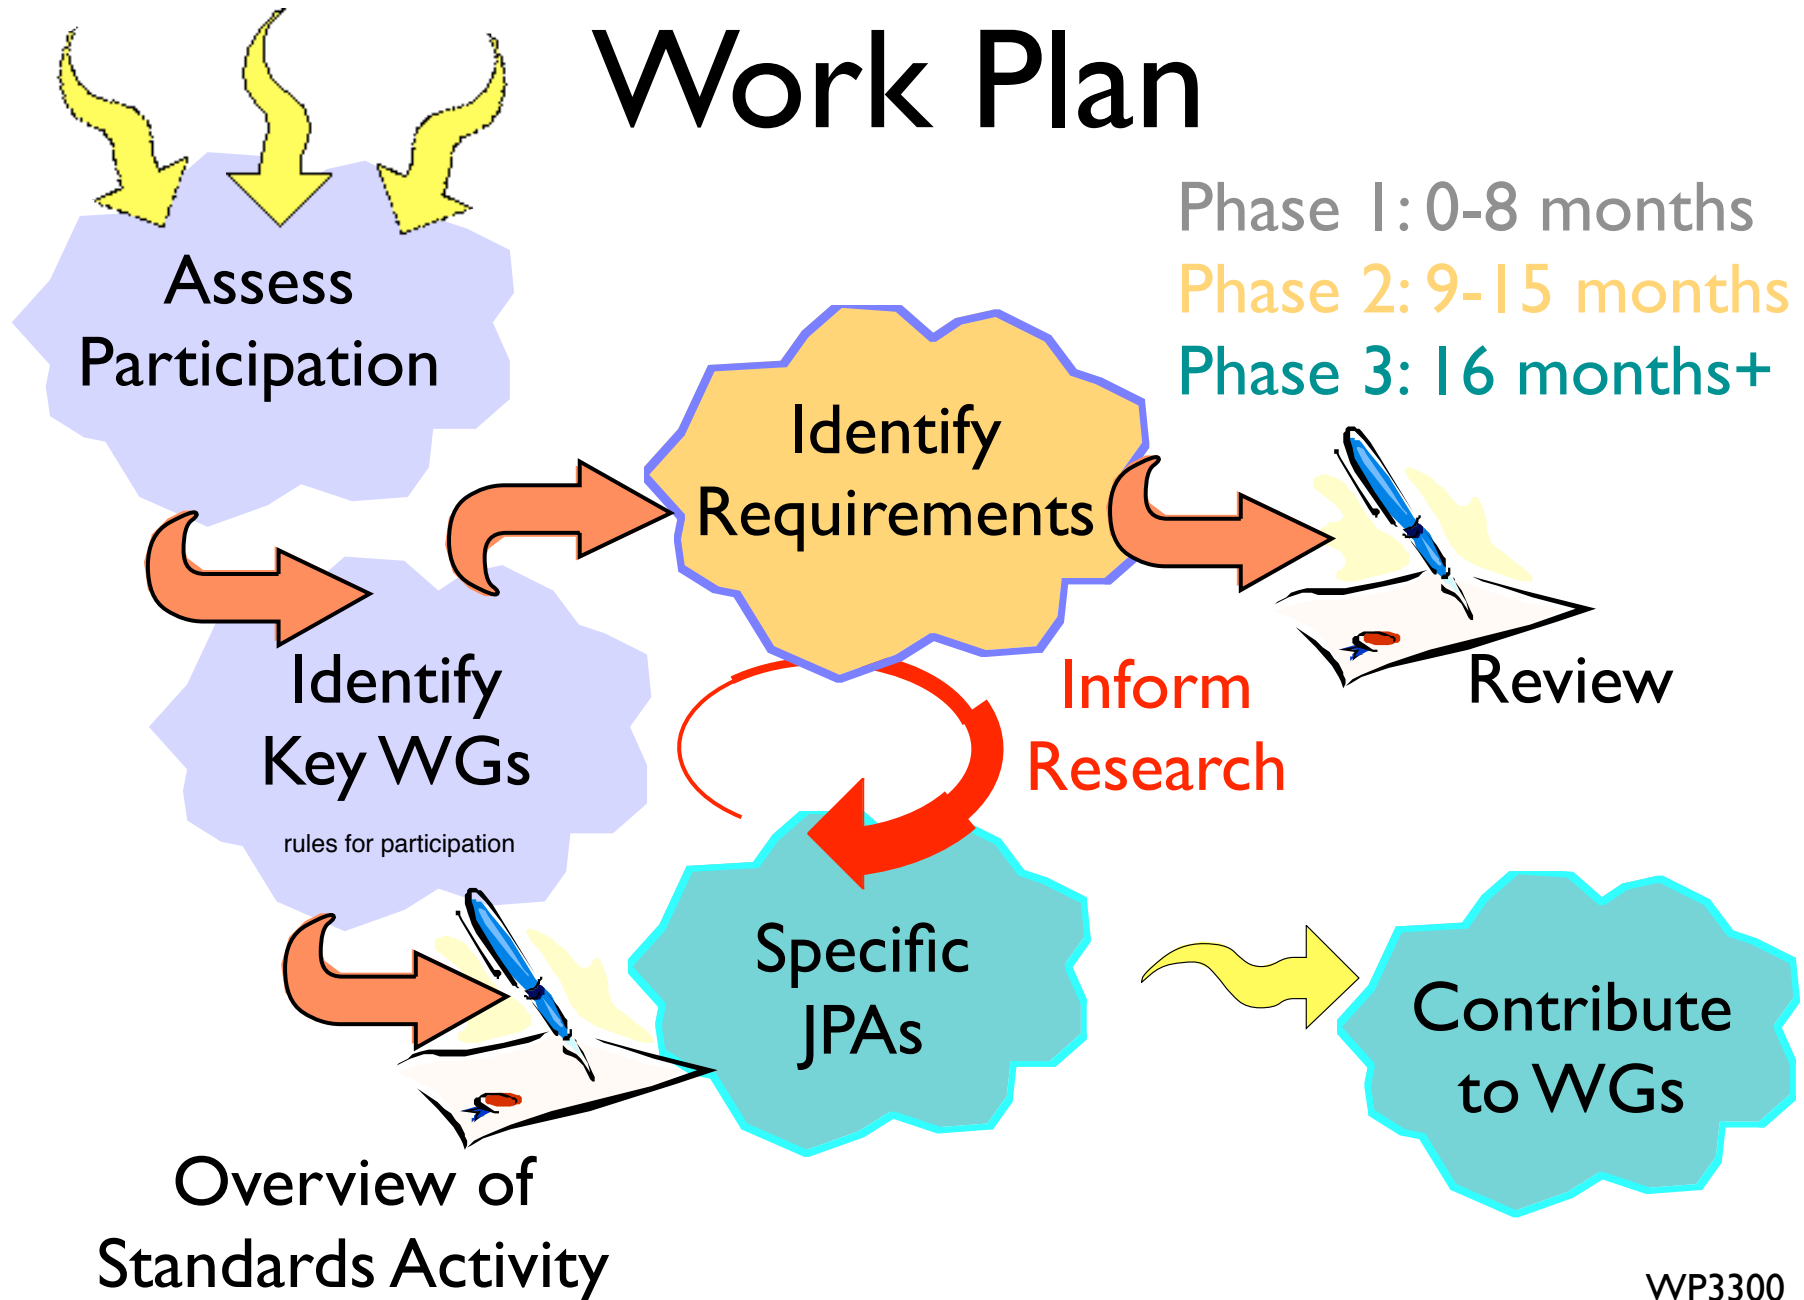 Work Plan
Phase 1: 0-8 months
Phase 2: 9-15 months
Phase 3: 16 months+
Assess
Participation
Identify
Requirements
Identify
Key WGs
rules for participation
Inform
Research
Review
Specific
JPAs
Contribute
to WGs
Overview of
Standards Activity
WP3300